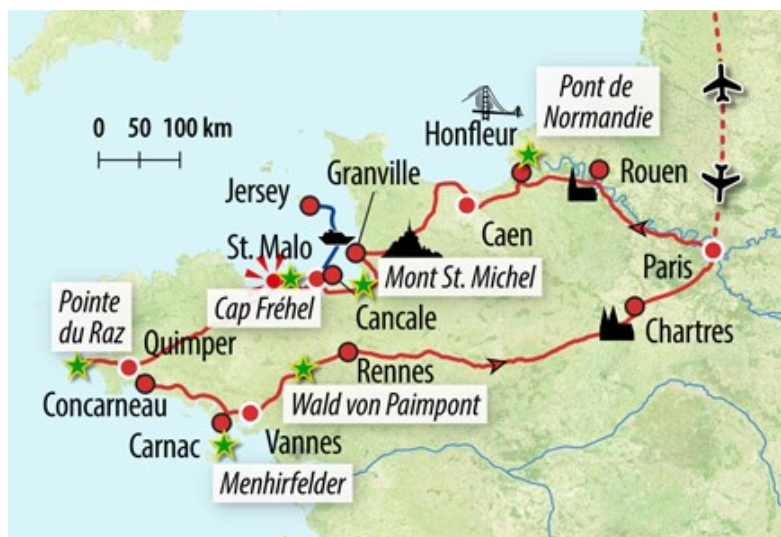 Pont de
Normandie
0 50 100 km
Honfleur
Granville
Rouen
Jersey
Caen
St. Malo
Paris
Mont St. Michel
Pointe
du Raz
Cap Fréhel
Cancale
Quimper
Chartres
Rennes
Concarneau
Wald von Paimpont
Carnac
Vannes
Menhirfelder